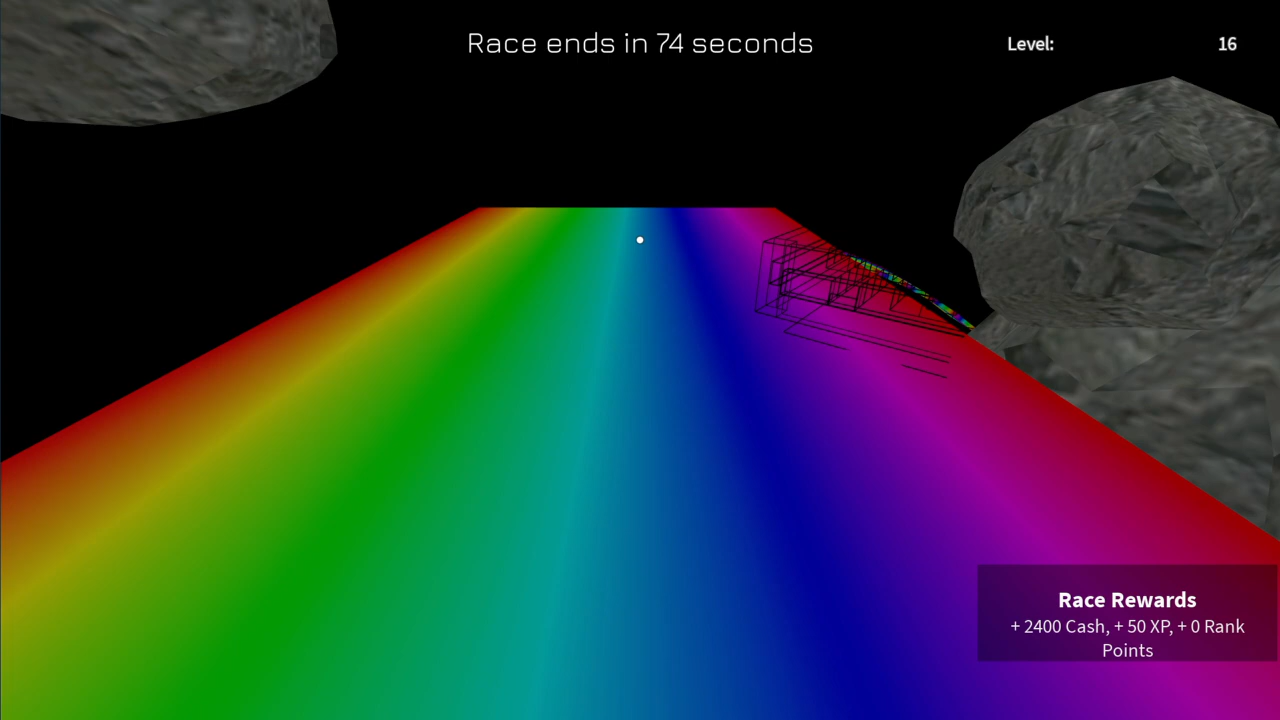 Race ends in 74 seconds
Level: 16
Race Rewards
+ 2400 Cash, + 50 XP, + 0 Rank
Points